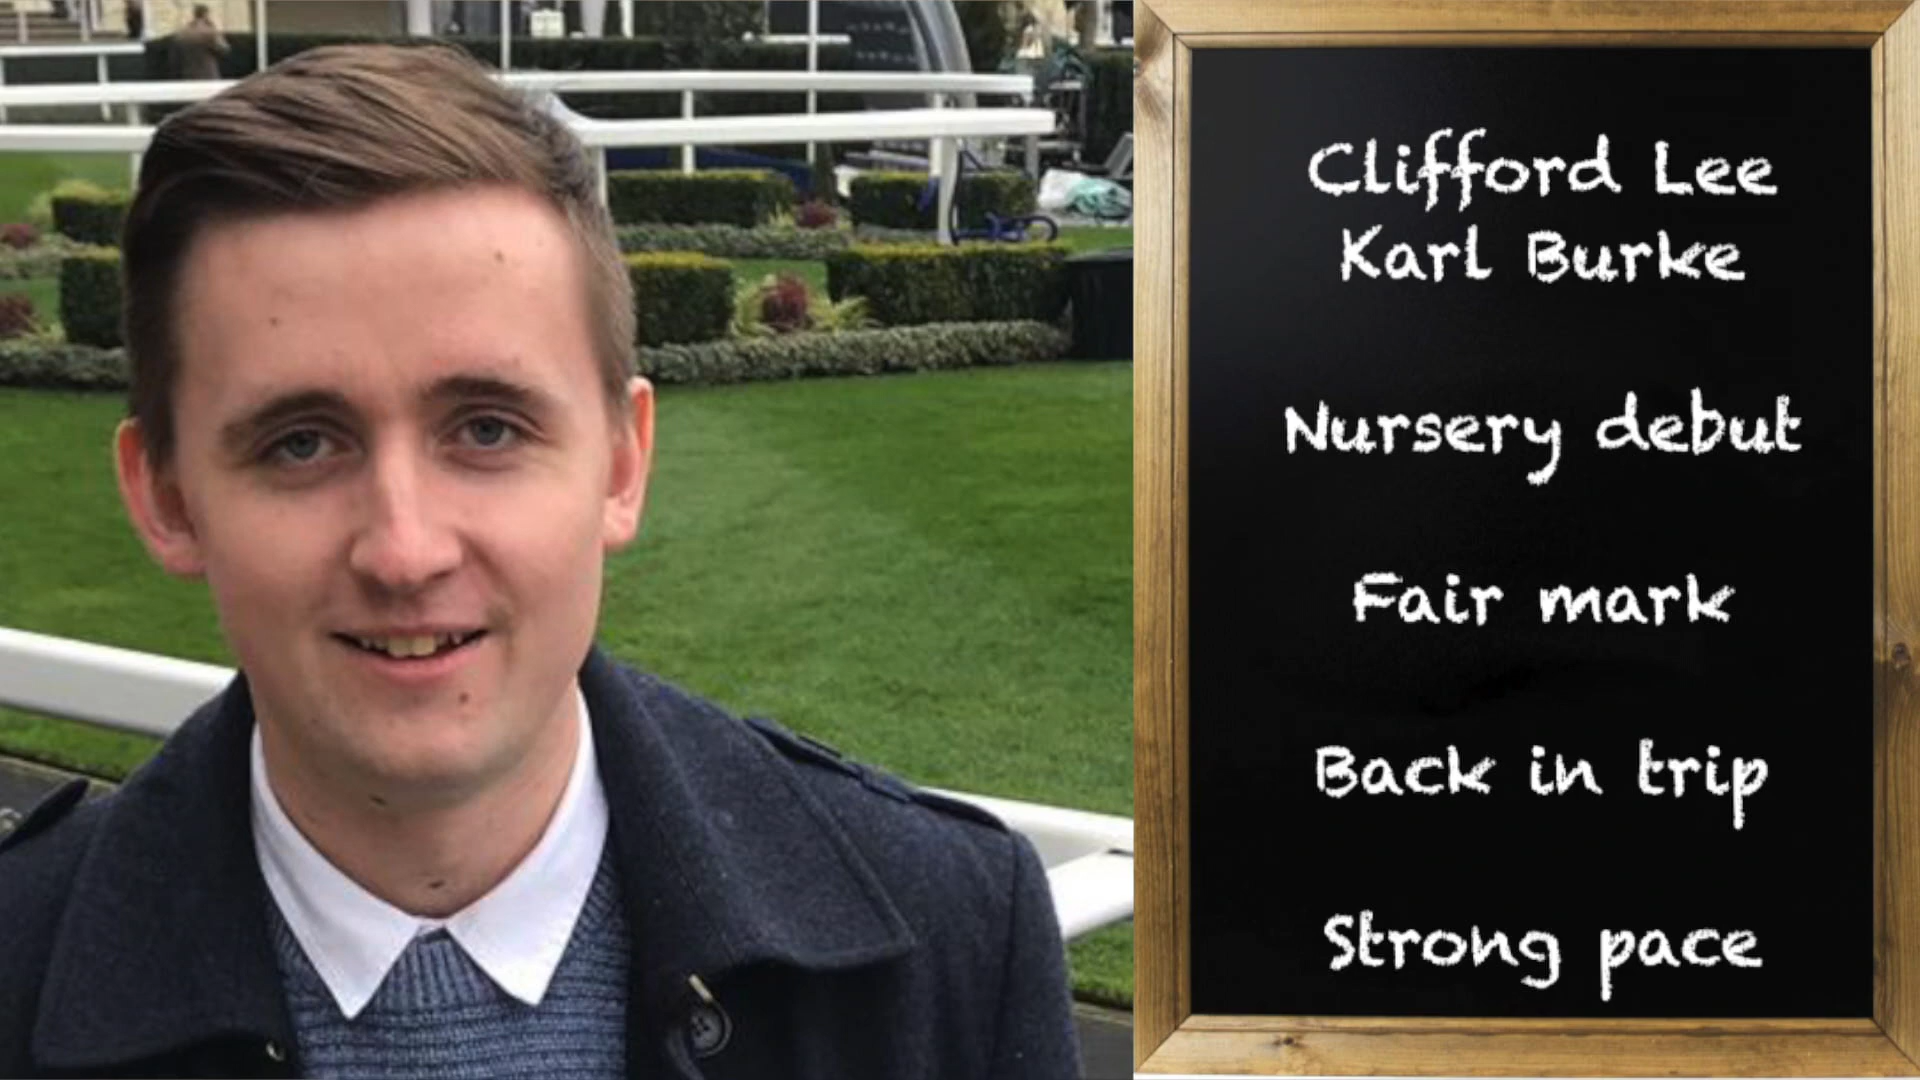 Clifford Lee
Karl Burke
Nursery debut
Fair mark
Back in trip
Strong pace